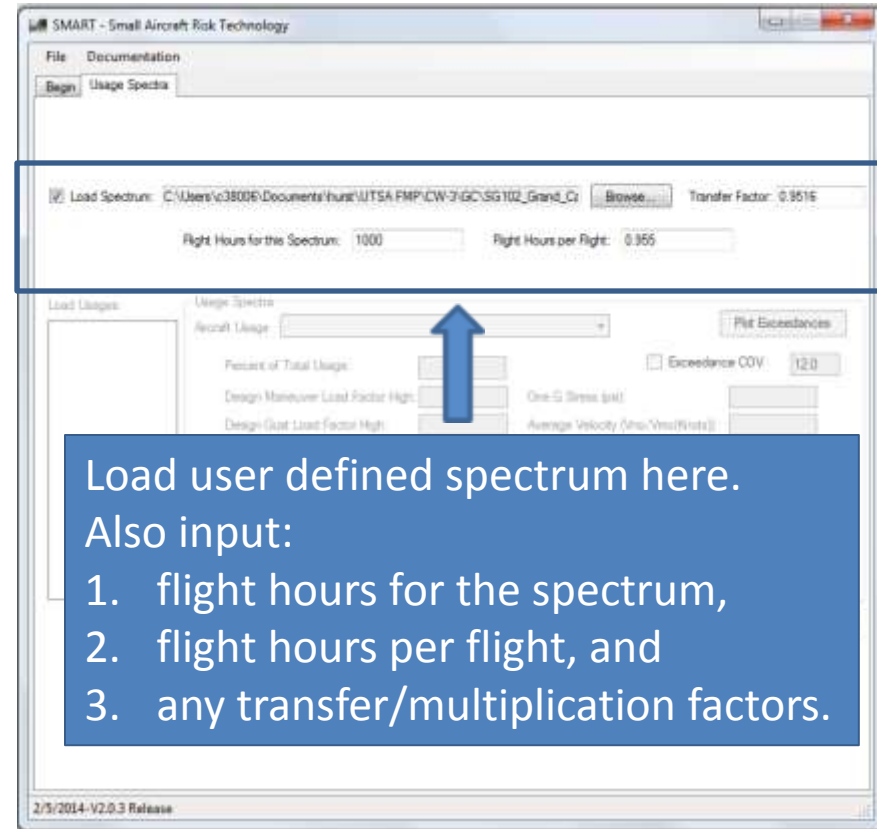 SMART - Small Aircraft Risk Technology
File Documentation
Begin Usage Spectra
Load Spectrum: C:\Users\c38006\Documents\hurst\UTSA FMP\CW-3\GC\SG102_Grand_Ca Browse... Transfer Factor: 0.9516
Flight Hours for this Spectrum: 1000 Flight Hours per Flight: 0.955
Load Usages: Usage Spectra
Aircraft Usage Plot Exceedances
Percent of Total Usage: Exceedance COV 12.0
Design Maneuver Load Factor High: One G Stress (psi)
Design Gust Load Factor High: Average Velocity (Vno/Vmo(Knots))
Load user defined spectrum here.
Also input:
1. flight hours for the spectrum,
2. flight hours per flight, and
3. any transfer/multiplication factors.
2/5/2014-V2.0.3 Release